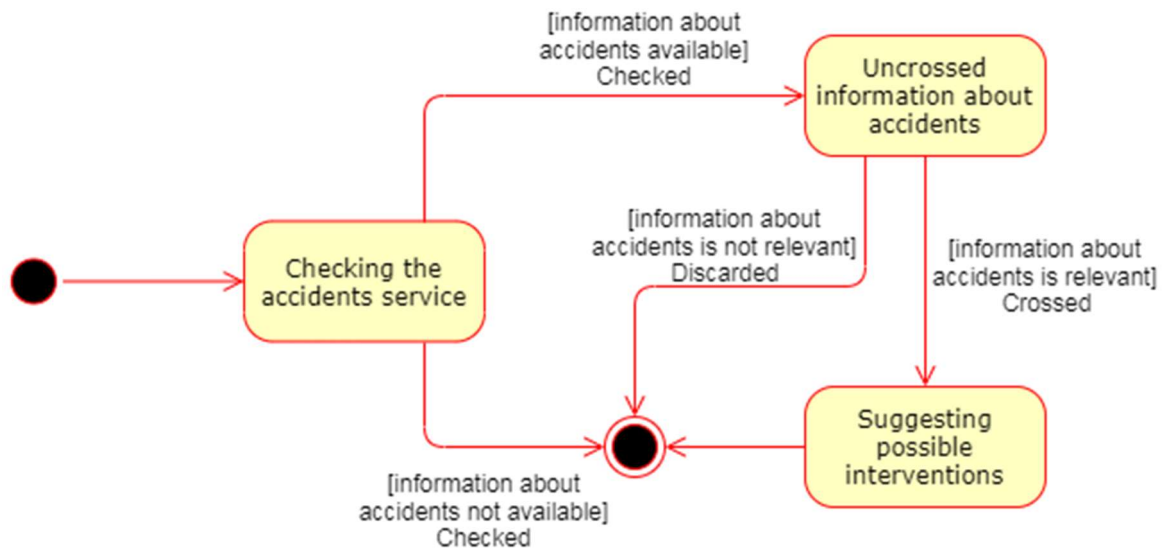 [information about
accidents available]
Checked
Uncrossed
information about
accidents
[information about
accidents is not relevant]
Discarded
[information about
accidents is relevant]
Crossed
Checking the
accidents service
Suggesting
possible
interventions
[information about
accidents not available]
Checked